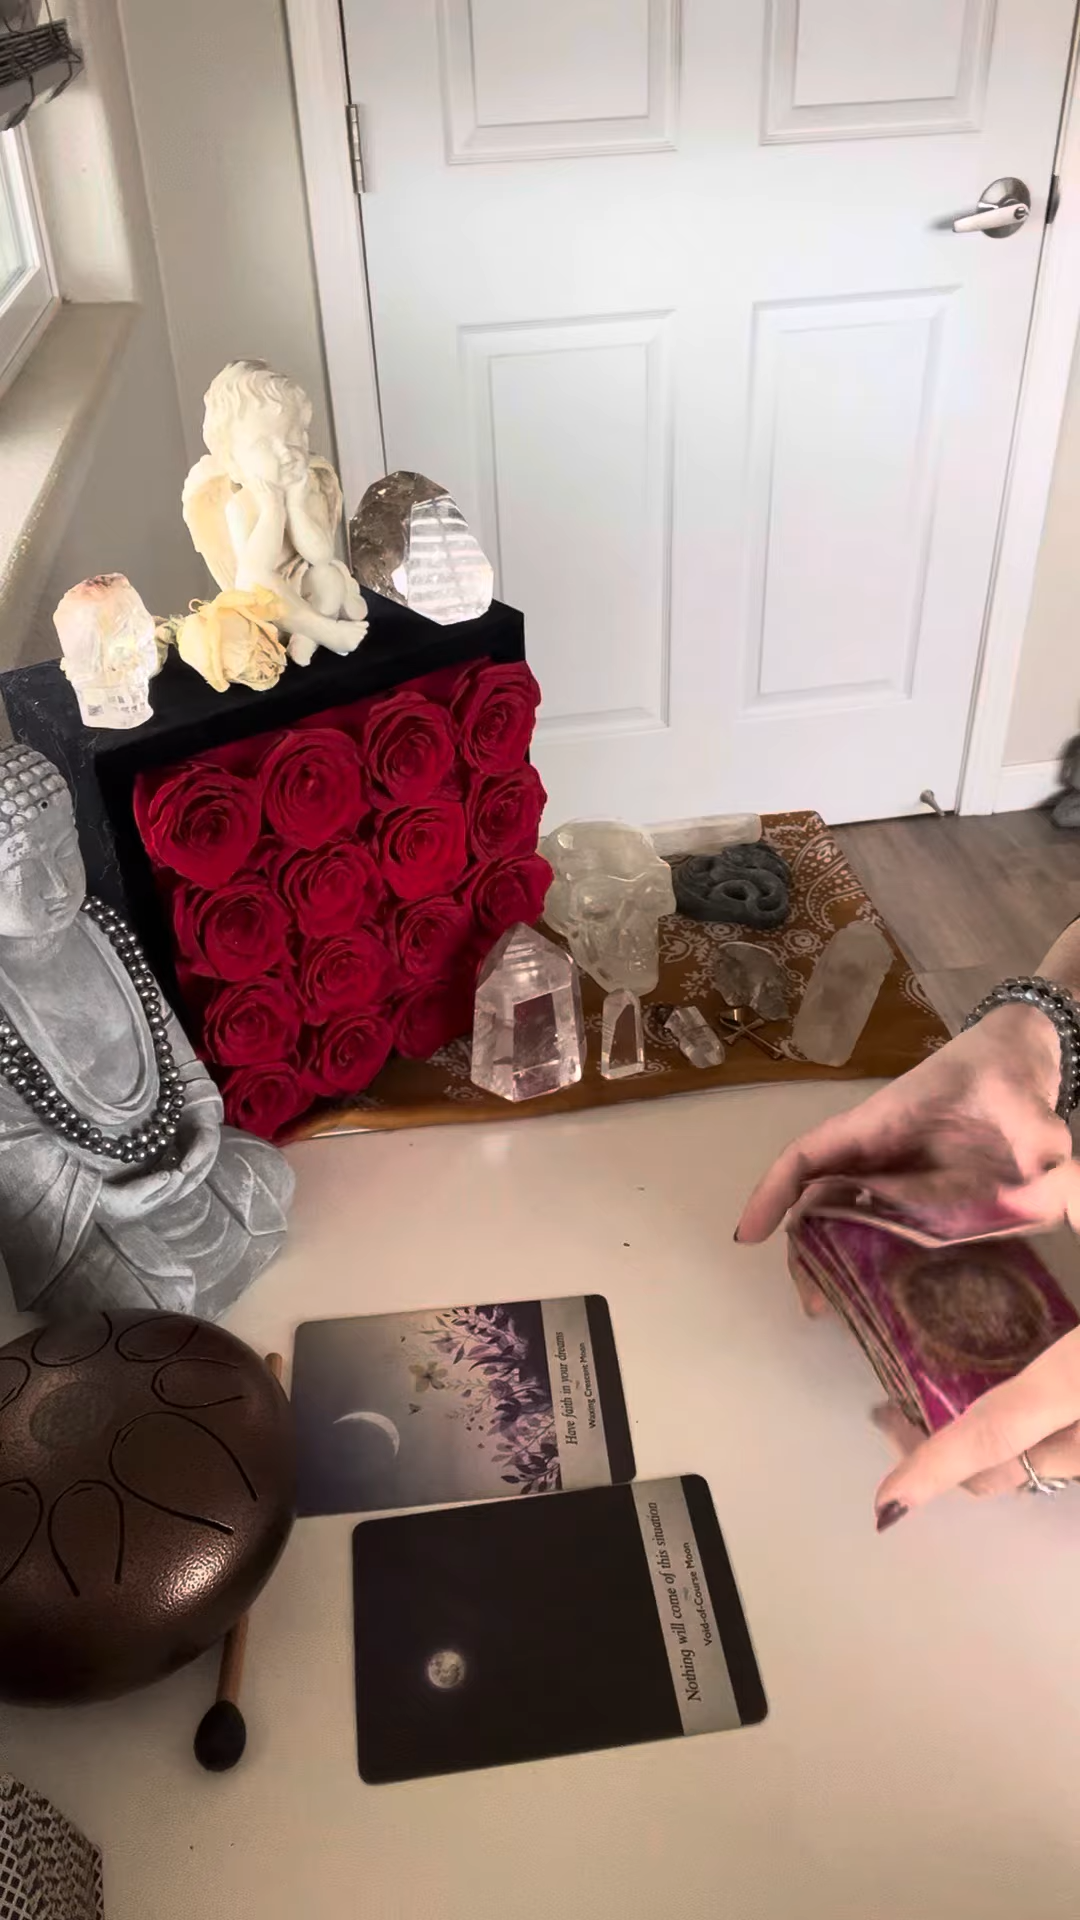 Have faith in your dreams
Waxing Crescent Moon
Nothing will come of this situation
Void-of-Course Moon